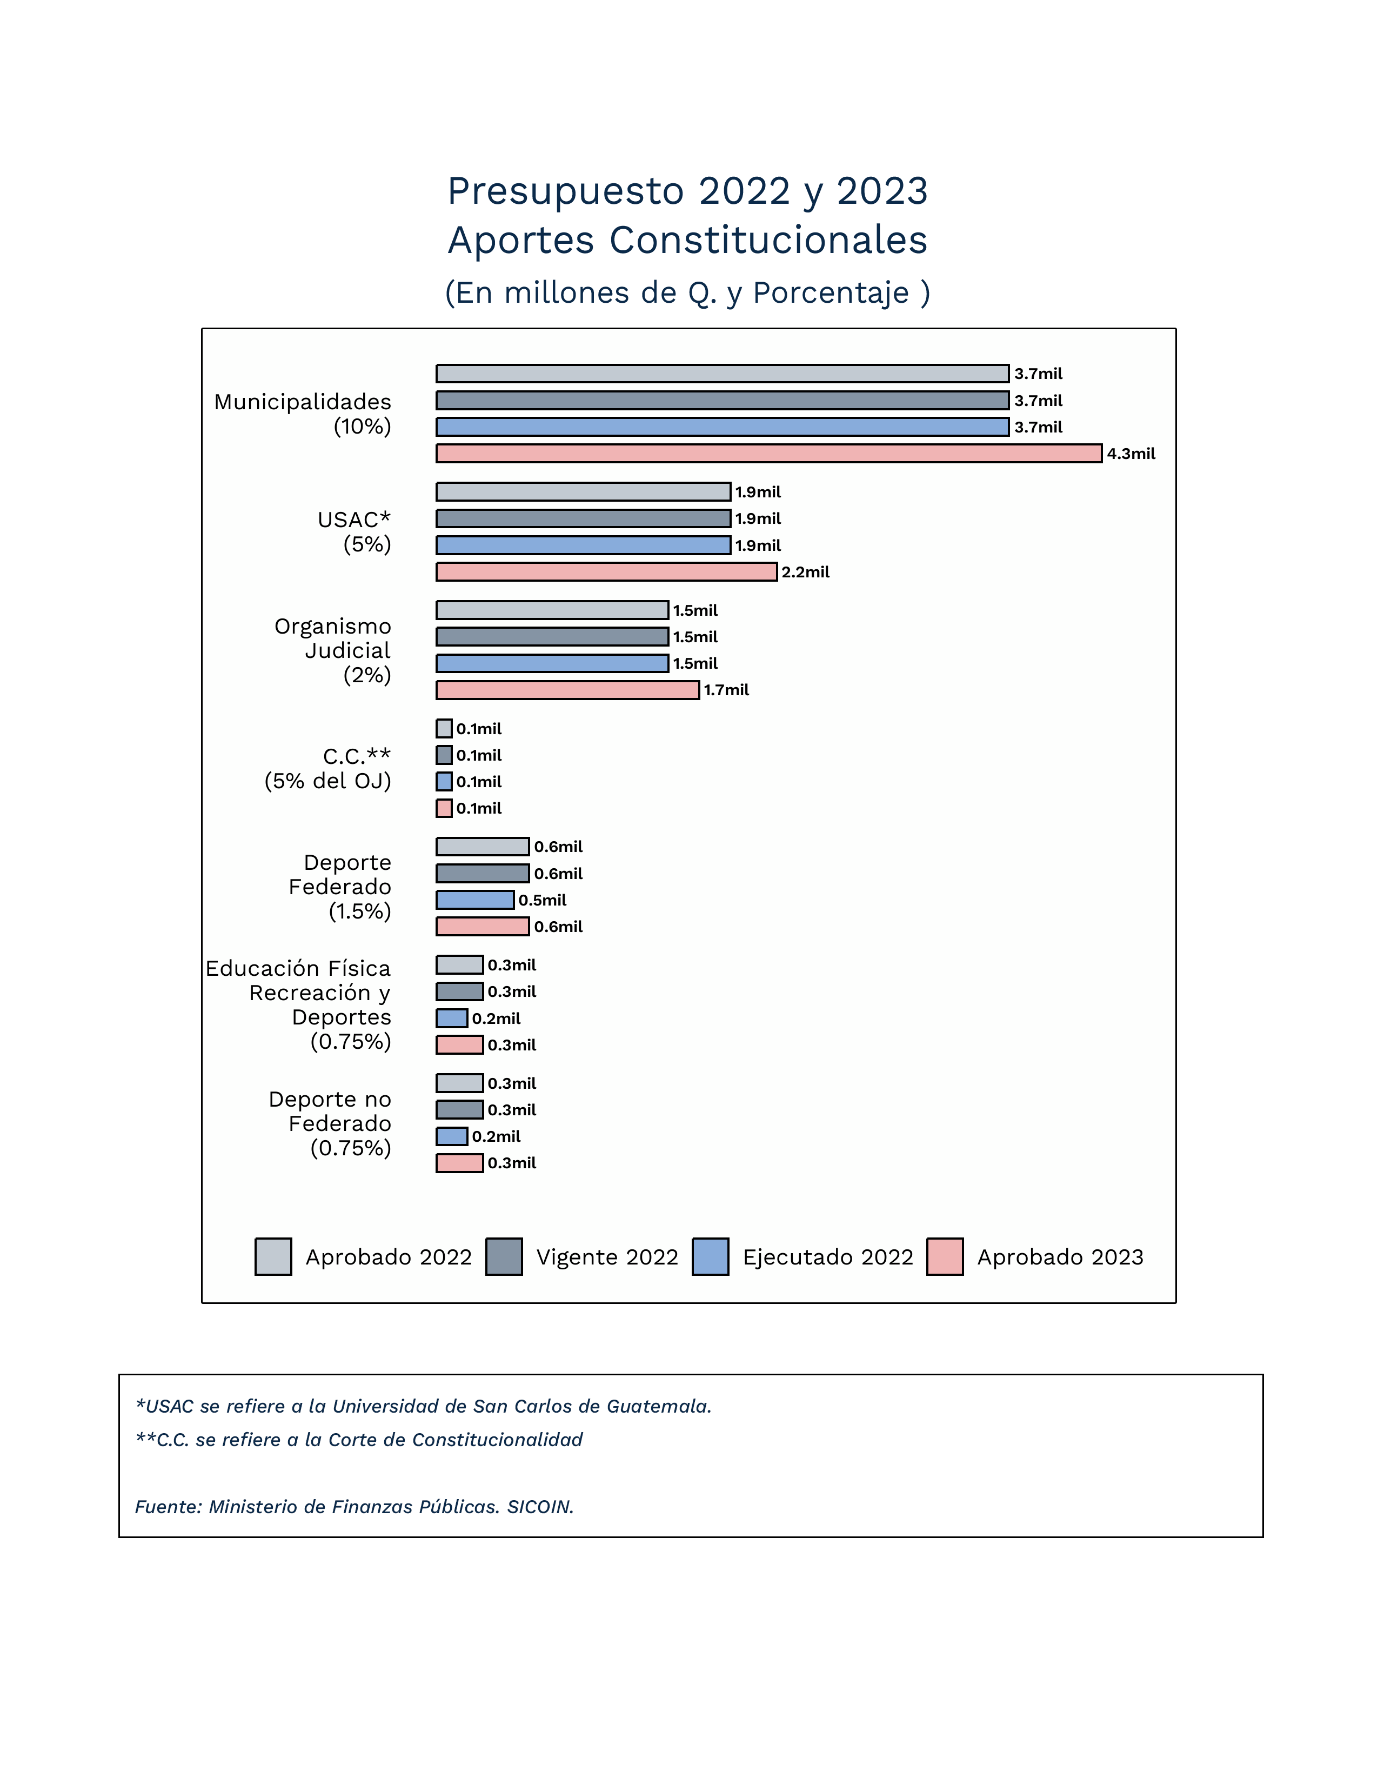 Presupuesto 2022 y 2023
Aportes Constitucionales
(En millones de Q. y Porcentaje )
Municipalidades
(10%)
3.7mil
3.7mil
3.7mil
4.3mil
USAC*
(5%)
1.9mil
1.9mil
1.9mil
2.2mil
Organismo
Judicial
(2%)
1.5mil
1.5mil
1.5mil
1.7mil
C.C.**
(5% del OJ)
0.1mil
0.1mil
0.1mil
0.1mil
Deporte
Federado
(1.5%)
0.6mil
0.6mil
0.5mil
0.6mil
Educación Física
Recreación y
Deportes
(0.75%)
0.3mil
0.3mil
0.2mil
0.3mil
Deporte no
Federado
(0.75%)
0.3mil
0.3mil
0.2mil
0.3mil
Aprobado 2022 Vigente 2022 Ejecutado 2022 Aprobado 2023
*USAC se refiere a la Universidad de San Carlos de Guatemala.
**C.C. se refiere a la Corte de Constitucionalidad
Fuente: Ministerio de Finanzas Públicas. SICOIN.